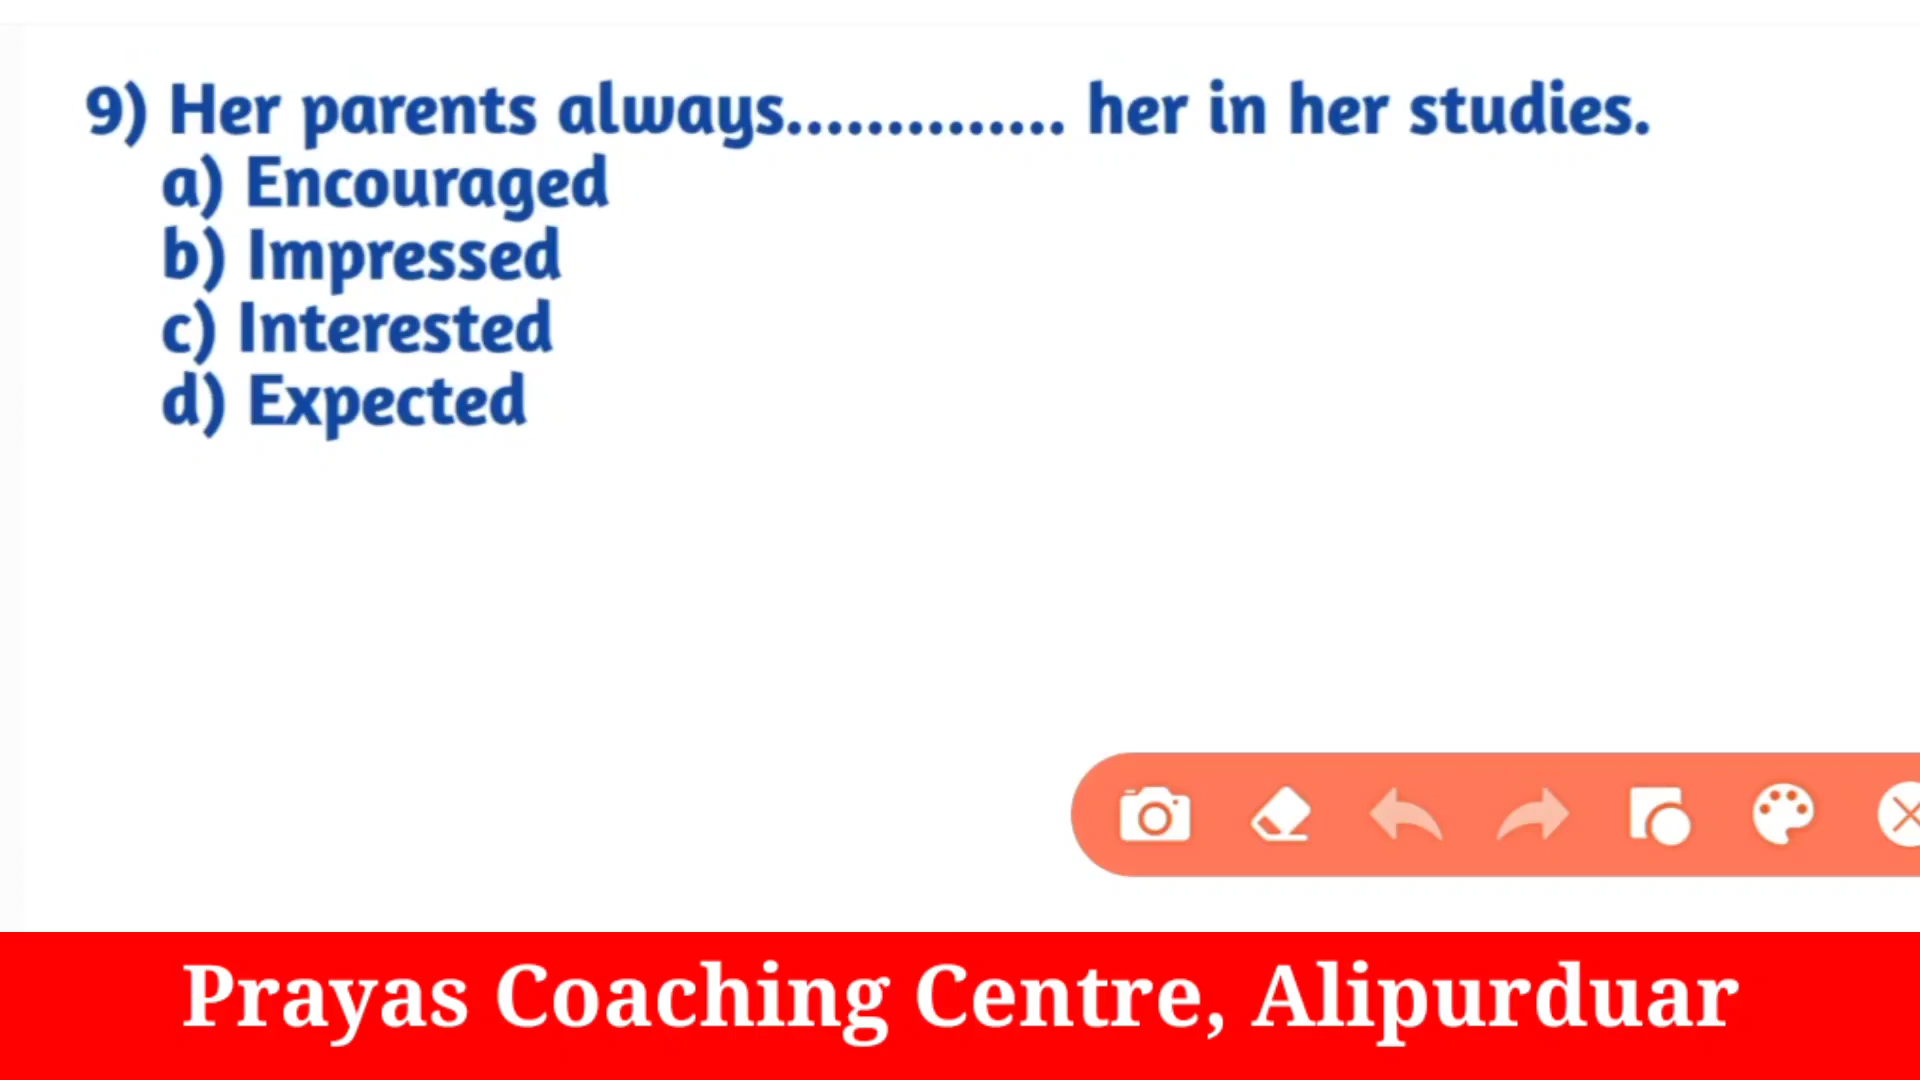 9) Her parents always.............. her in her studies.
a) Encouraged
b) Impressed
c) Interested
d) Expected
Prayas Coaching Centre, Alipurduar